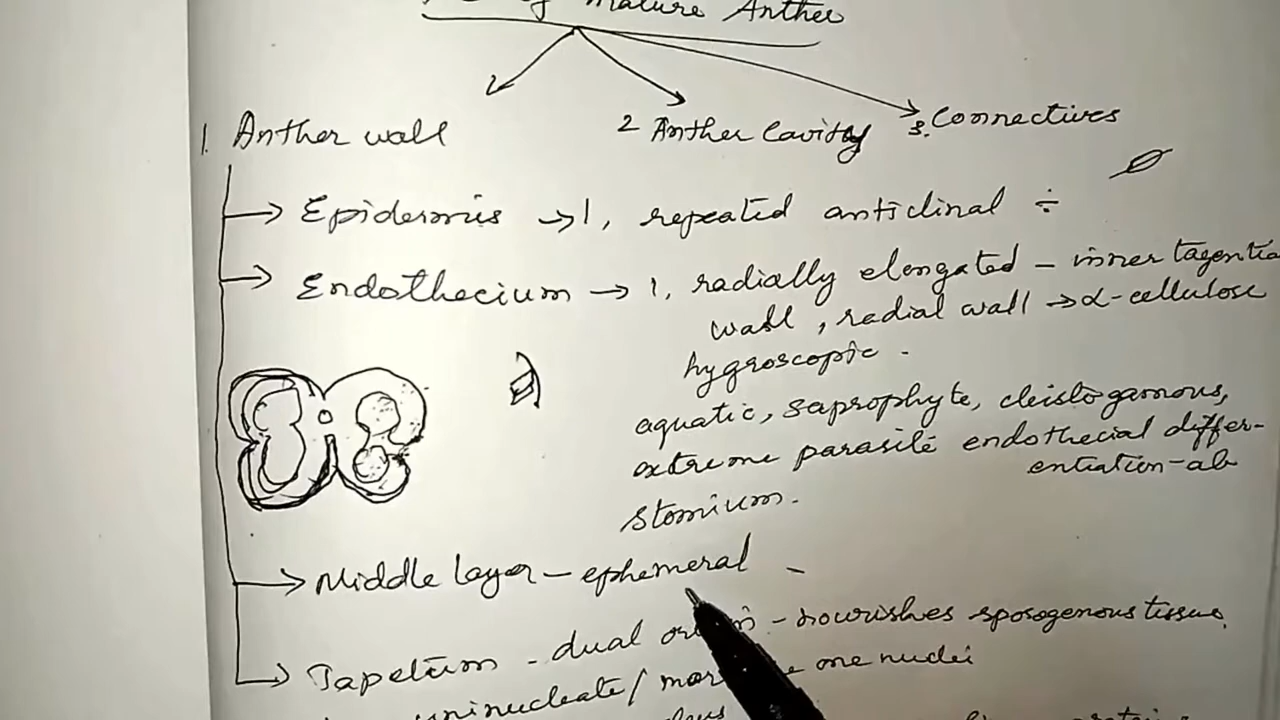 Mature Anther
1. Anther wall
2 Anther Cavity
3. Connectives
→ Epidermis → 1, repeated anticlinal ÷
→ Endothecium → 1, radially elongated - inner tagentia
wall, radial wall → α-cellulose
hygroscopic.
aquatic, saprophyte, cleistogamous,
extreme parasite endothecial differ-
entiation-ab
Stomium.
→ Middle layer - ephemeral -
→ Tapetum - dual - nourishes sporogenous tissue,
uninucleate/ one nuclei